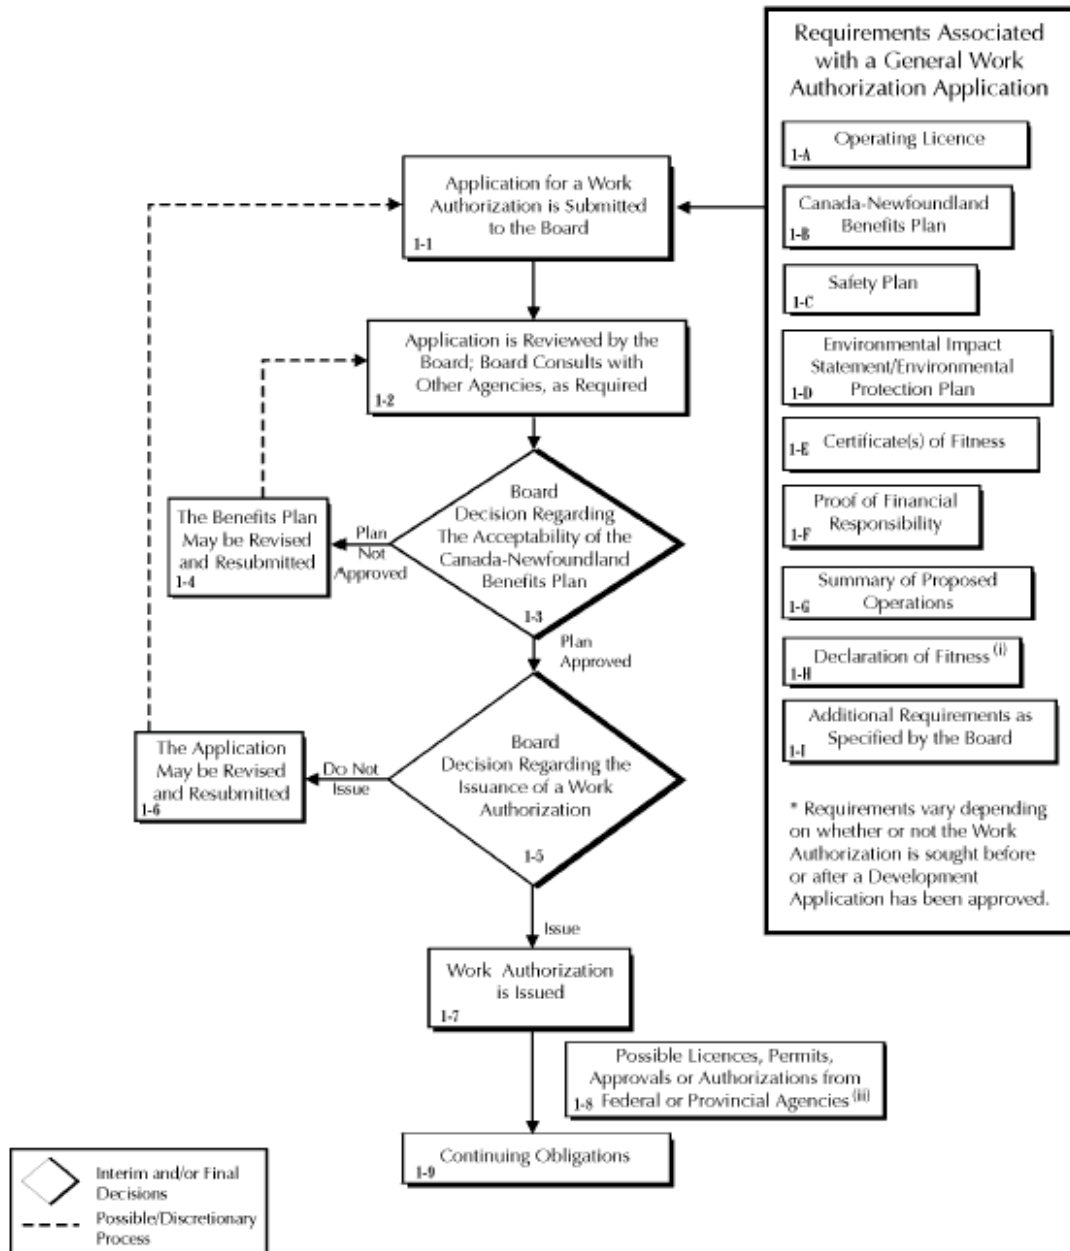 Requirements Associated
with a General Work
Authorization Application
Operating Licence
1-A
Canada-Newfoundland
Benefits Plan
1-B
Safety Plan
1-C
Environmental Impact
Statement/Environmental
Protection Plan
1-D
Certificate(s) of Fitness
1-E
Proof of Financial
Responsibility
1-F
Summary of Proposed
Operations
1-G
Declaration of Fitness (i)
1-H
Additional Requirements as
Specified by the Board
1-I
* Requirements vary depending
on whether or not the Work
Authorization is sought before
or after a Development
Application has been approved.
Application for a Work
Authorization is Submitted
to the Board
1-1
Application is Reviewed by the
Board; Board Consults with
Other Agencies, as Required
1-2
Board
Decision Regarding
The Acceptability of the
Canada-Newfoundland
Benefits Plan
1-3
Plan
Not
Approved
The Benefits Plan
May be Revised
and Resubmitted
1-4
Plan
Approved
Board
Decision Regarding the
Issuance of a Work
Authorization
1-5
Do Not
Issue
The Application
May be Revised
and Resubmitted
1-6
Issue
Work Authorization
is Issued
1-7
Possible Licences, Permits,
Approvals or Authorizations from
Federal or Provincial Agencies (iii)
1-8
Continuing Obligations
1-9
Interim and/or Final
Decisions
Possible/Discretionary
Process